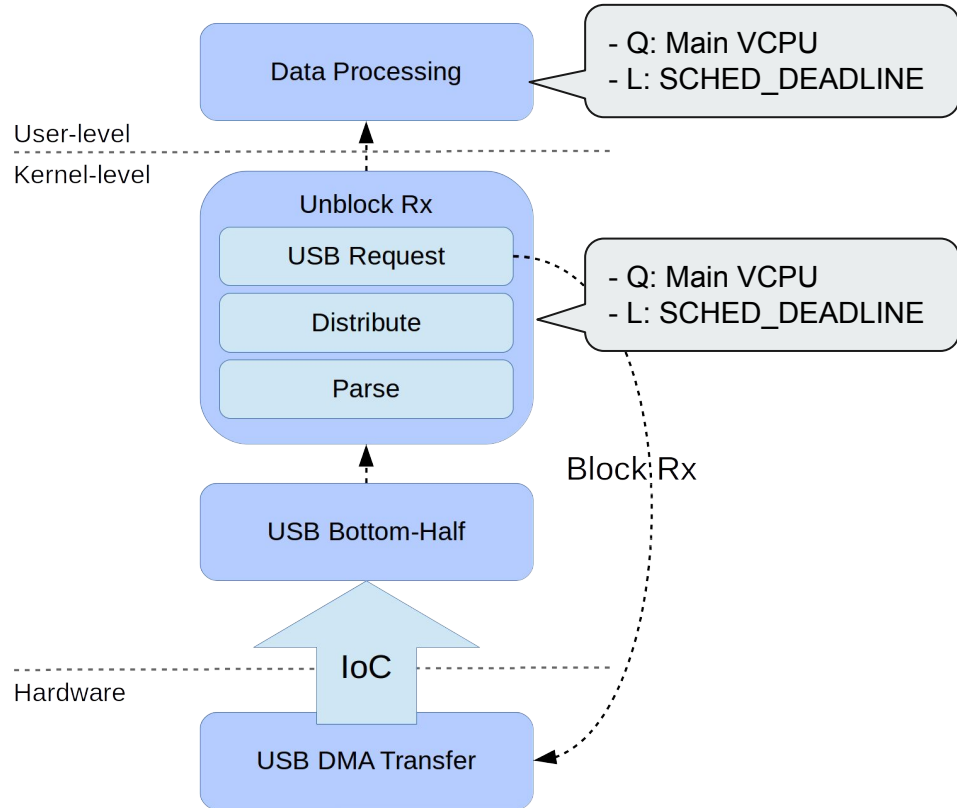 Data Processing
- Q: Main VCPU
- L: SCHED_DEADLINE
User-level
Kernel-level
Unblock Rx
USB Request
Distribute
Parse
- Q: Main VCPU
- L: SCHED_DEADLINE
Block Rx
USB Bottom-Half
IoC
Hardware
USB DMA Transfer